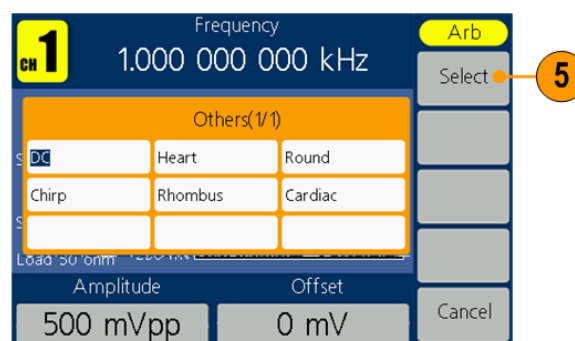 CH 1
Frequency
1.000 000 000 kHz
Arb
Select
5
Others(1/1)
DC
Heart
Round
Chirp
Rhombus
Cardiac
S
S
Load 50 ohm
Amplitude
Offset
500 mVpp
0 mV
Cancel